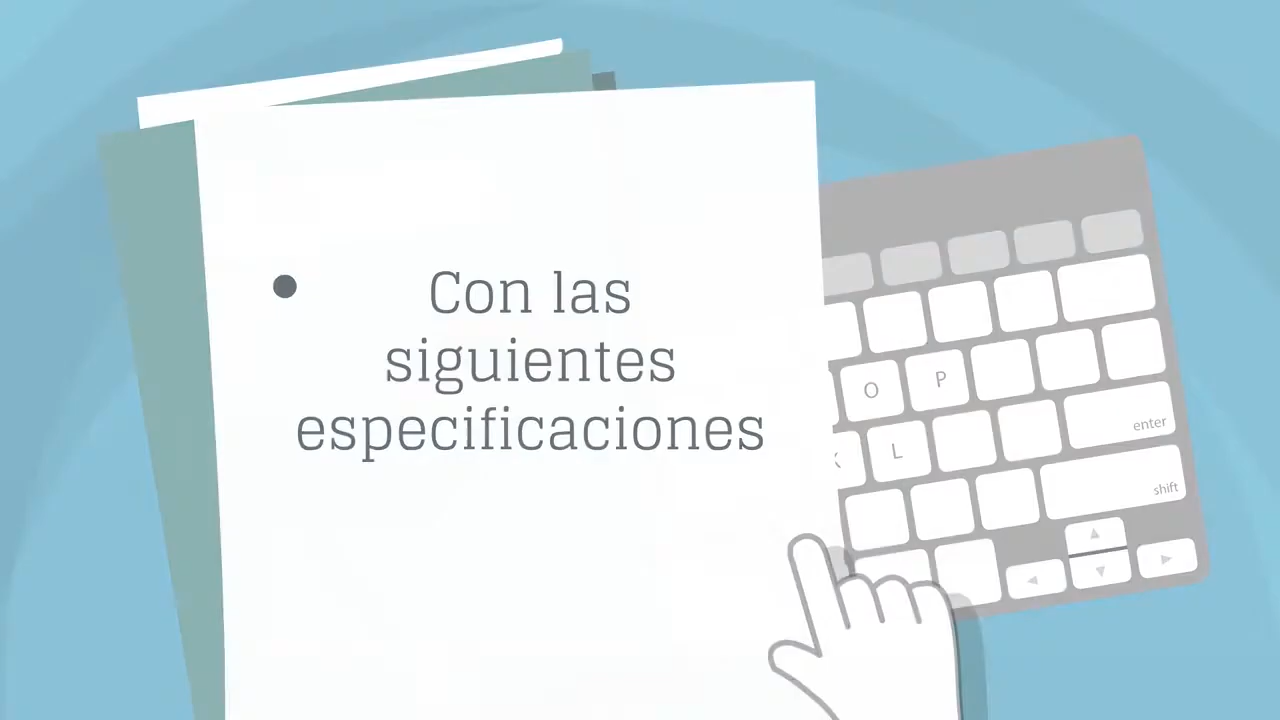 Con las
siguientes
especificaciones
O
P
L
enter
shift